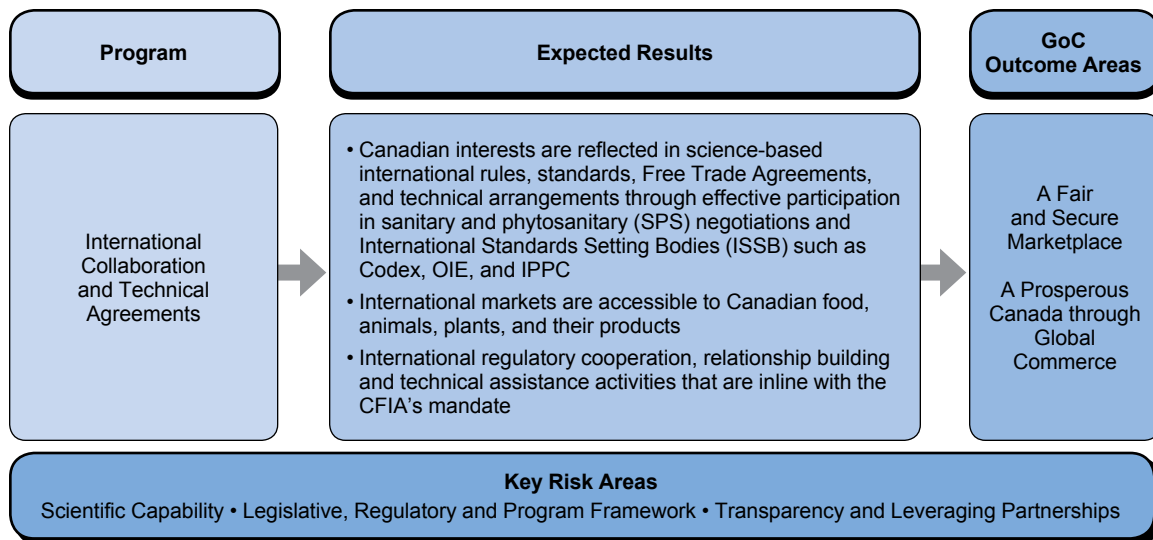 Program
Expected Results
GoC
Outcome Areas
International
Collaboration
and Technical
Agreements
• Canadian interests are reflected in science-based
international rules, standards, Free Trade Agreements,
and technical arrangements through effective participation
in sanitary and phytosanitary (SPS) negotiations and
International Standards Setting Bodies (ISSB) such as
Codex, OIE, and IPPC
• International markets are accessible to Canadian food,
animals, plants, and their products
• International regulatory cooperation, relationship building
and technical assistance activities that are inline with the
CFIA’s mandate
A Fair
and Secure
Marketplace
A Prosperous
Canada through
Global
Commerce
Key Risk Areas
Scientific Capability • Legislative, Regulatory and Program Framework • Transparency and Leveraging Partnerships